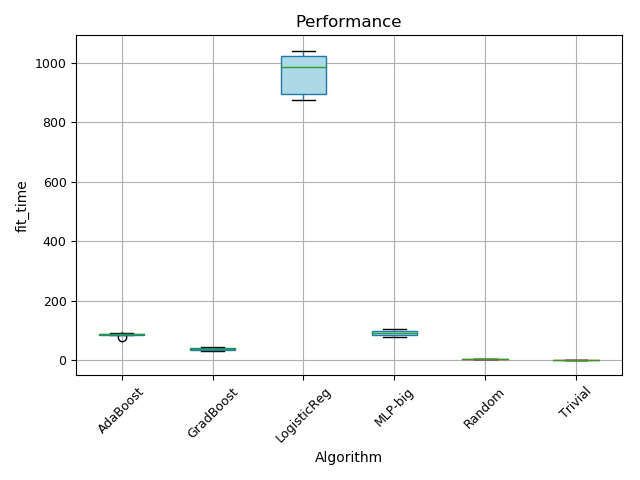 Performance
fit_time
1000
800
600
400
200
0
AdaBoost
GradBoost
LogisticReg
MLP-big
Random
Trivial
Algorithm